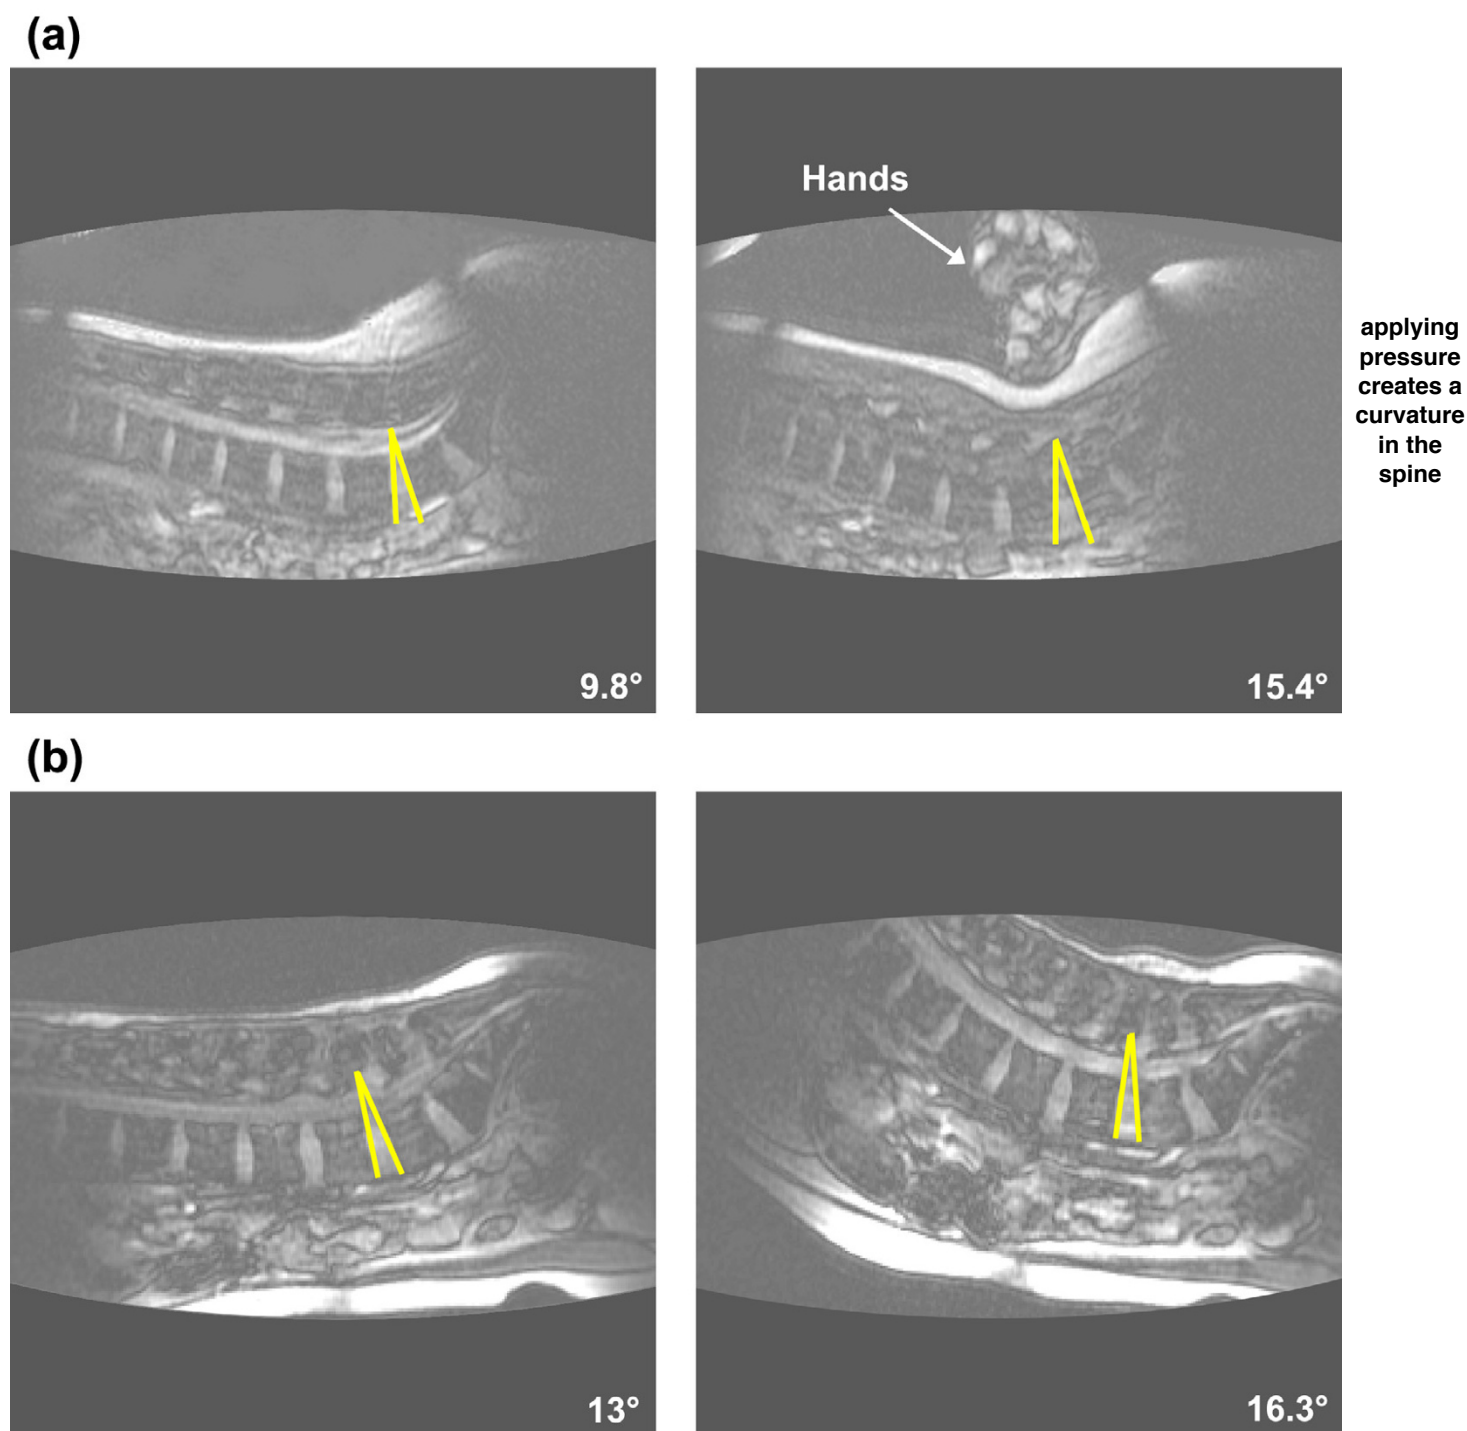 (a)
Hands
applying
pressure
creates a
curvature
in the
spine
9.8°
15.4°
(b)
13°
16.3°